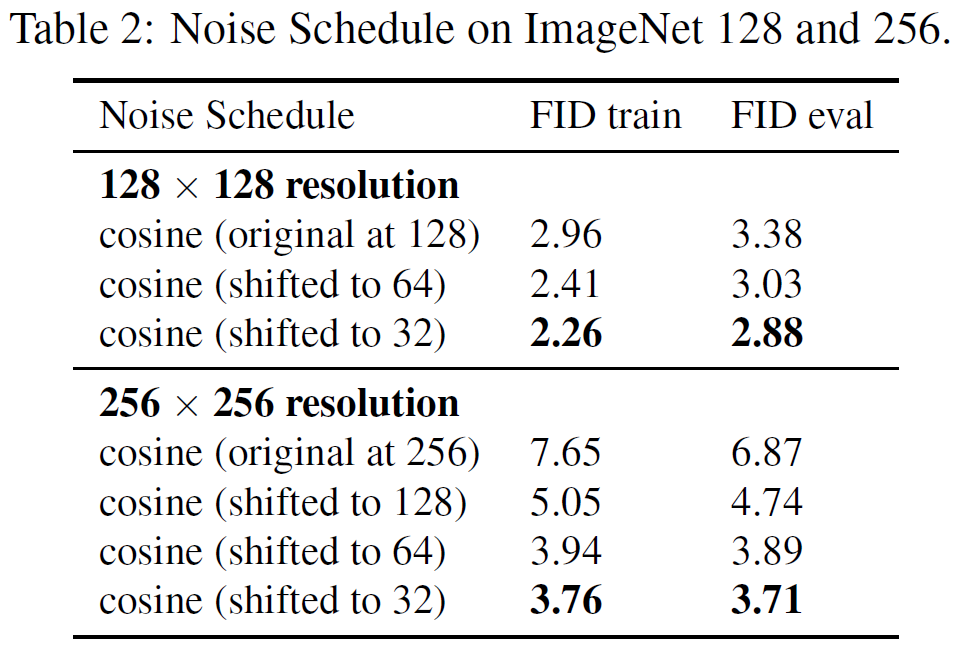 Table 2: Noise Schedule on ImageNet 128 and 256.
Noise Schedule FID train FID eval
128 × 128 resolution
cosine (original at 128) 2.96 3.38
cosine (shifted to 64) 2.41 3.03
cosine (shifted to 32) 2.26 2.88
256 × 256 resolution
cosine (original at 256) 7.65 6.87
cosine (shifted to 128) 5.05 4.74
cosine (shifted to 64) 3.94 3.89
cosine (shifted to 32) 3.76 3.71